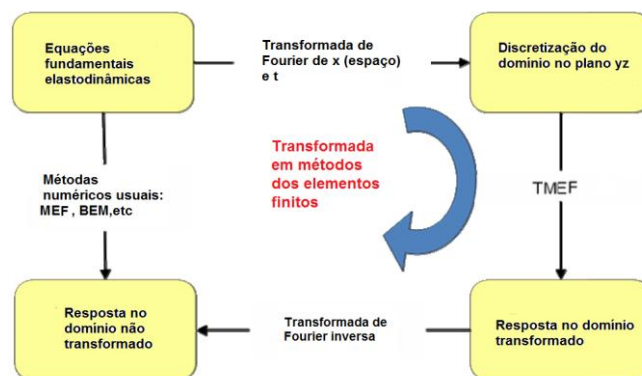 Equações
fundamentais
elastodinâmicas
Transformada de
Fourier de x (espaço)
e t
Discretização do
domínio no plano yz
Transformada
em métodos
dos elementos
finitos
Métodas
numéricos usuais:
MEF , BEM,etc
TMEF
Resposta no
domínio não
transformado
Transformada de
Fourier inversa
Resposta no domínio
transformado